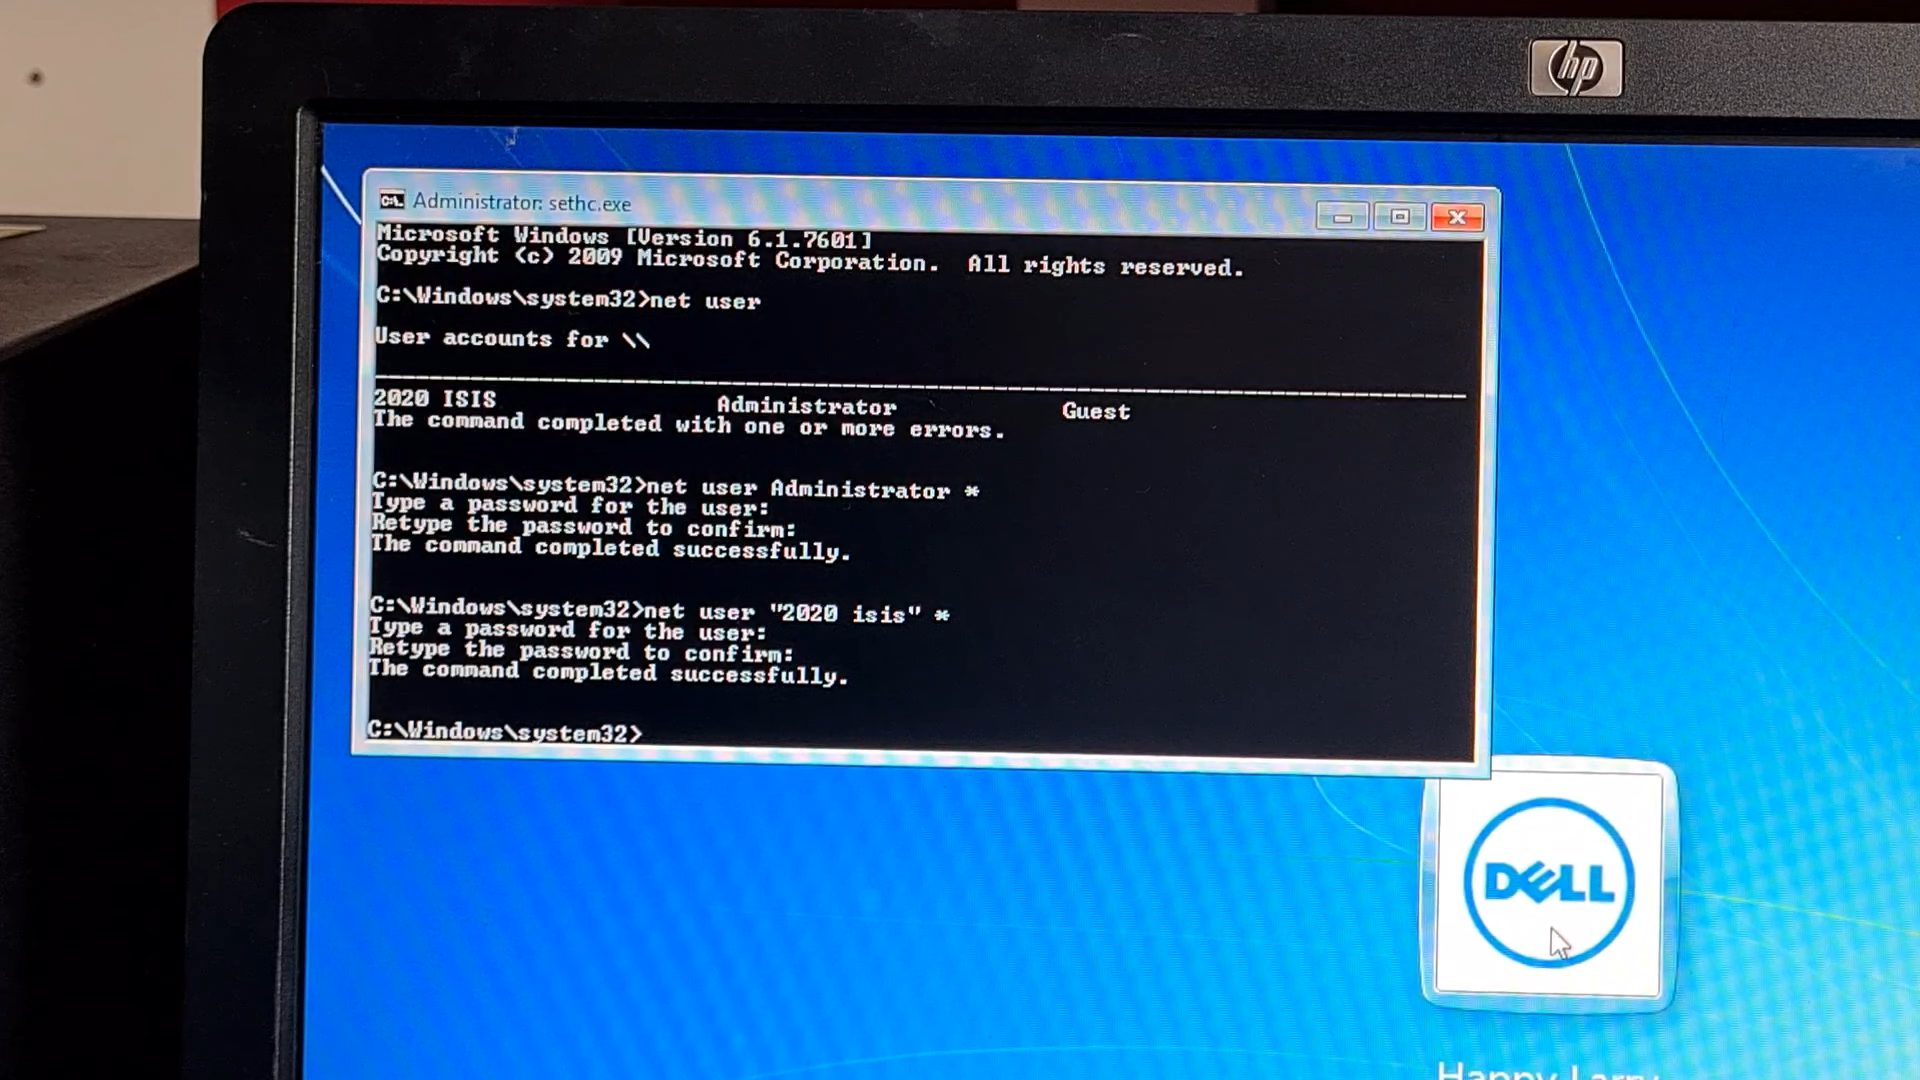 hp
Administrator: sethc.exe
Microsoft Windows [Version 6.1.7601]
Copyright (c) 2009 Microsoft Corporation.  All rights reserved.
C:\Windows\system32>net user
User accounts for \\
-------------------------------------------------------------------------------
2020 ISIS                Administrator            Guest
The command completed with one or more errors.
C:\Windows\system32>net user Administrator *
Type a password for the user:
Retype the password to confirm:
The command completed successfully.
C:\Windows\system32>net user "2020 isis" *
Type a password for the user:
Retype the password to confirm:
The command completed successfully.
C:\Windows\system32>
DELL
Happy Larry